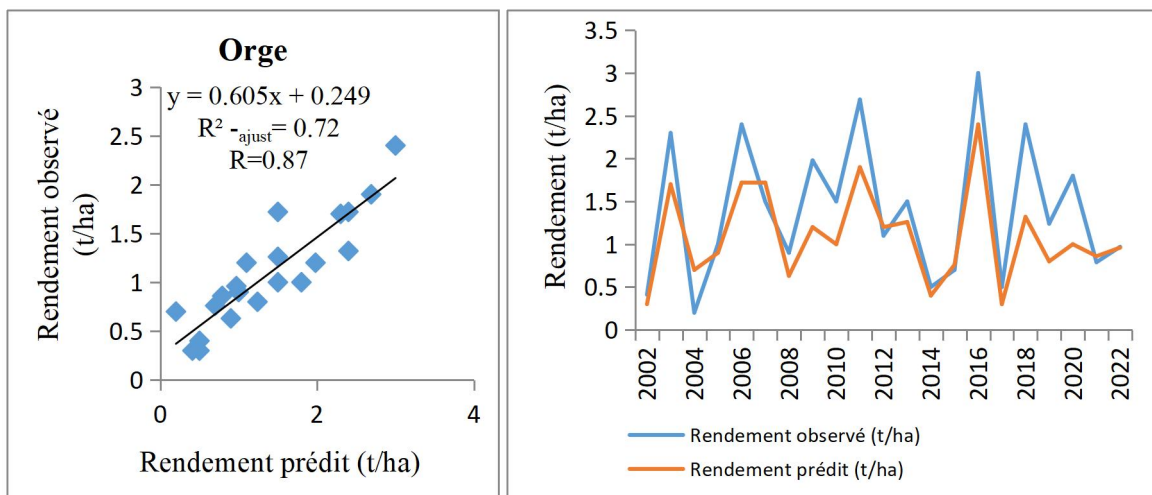 Orge
y = 0.605x + 0.249
R² -ajust= 0.72
R=0.87
Rendement observé
(t/ha)
3
2.5
2
1.5
1
0.5
0
0 2 4
Rendement prédit (t/ha)
Rendement (t/ha)
3.5
3
2.5
2
1.5
1
0.5
0
2002 2004 2006 2008 2010 2012 2014 2016 2018 2020 2022
Rendement observé (t/ha)
Rendement prédit (t/ha)